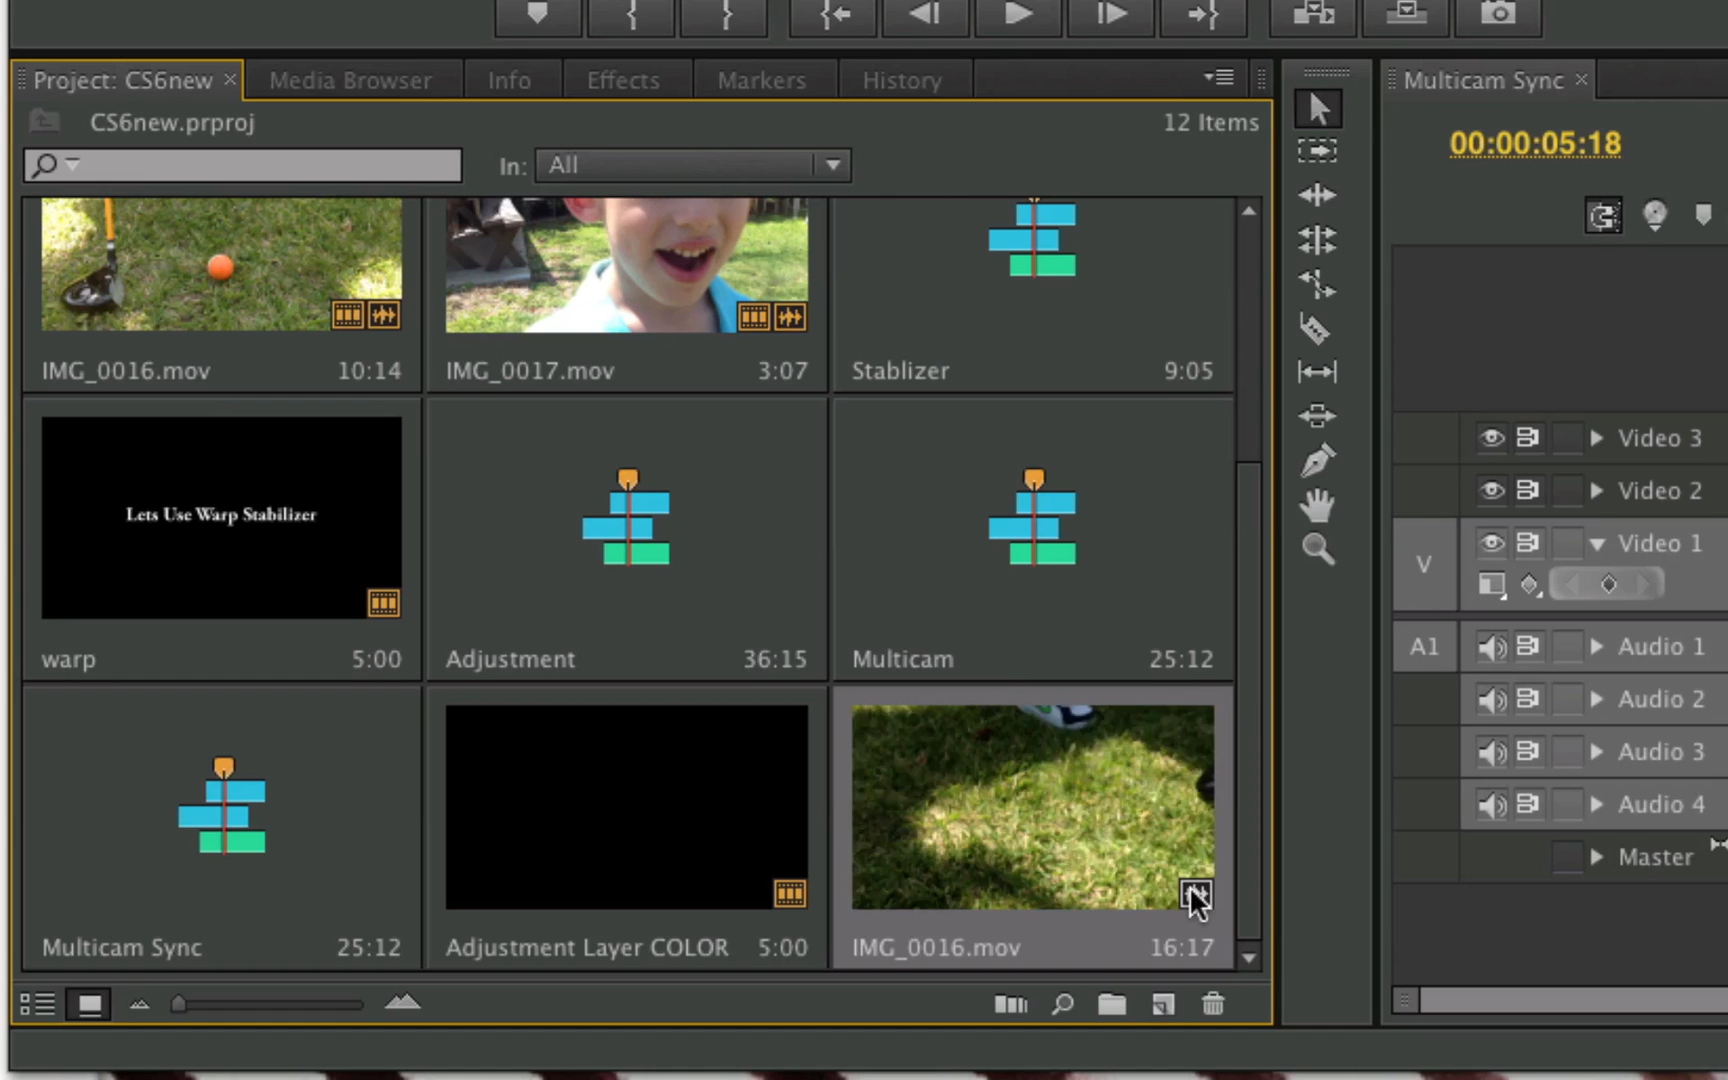 Project: CS6new
Media Browser
Info
Effects
Markers
History
Multicam Sync
CS6new.prproj
12 Items
00:00:05:18
In: All
IMG_0016.mov 10:14
IMG_0017.mov 3:07
Stablizer 9:05
Lets Use Warp Stabilizer
warp 5:00
Adjustment 36:15
Multicam 25:12
Multicam Sync 25:12
Adjustment Layer COLOR 5:00
IMG_0016.mov 16:17
Video 3
Video 2
V
Video 1
A1
Audio 1
Audio 2
Audio 3
Audio 4
Master